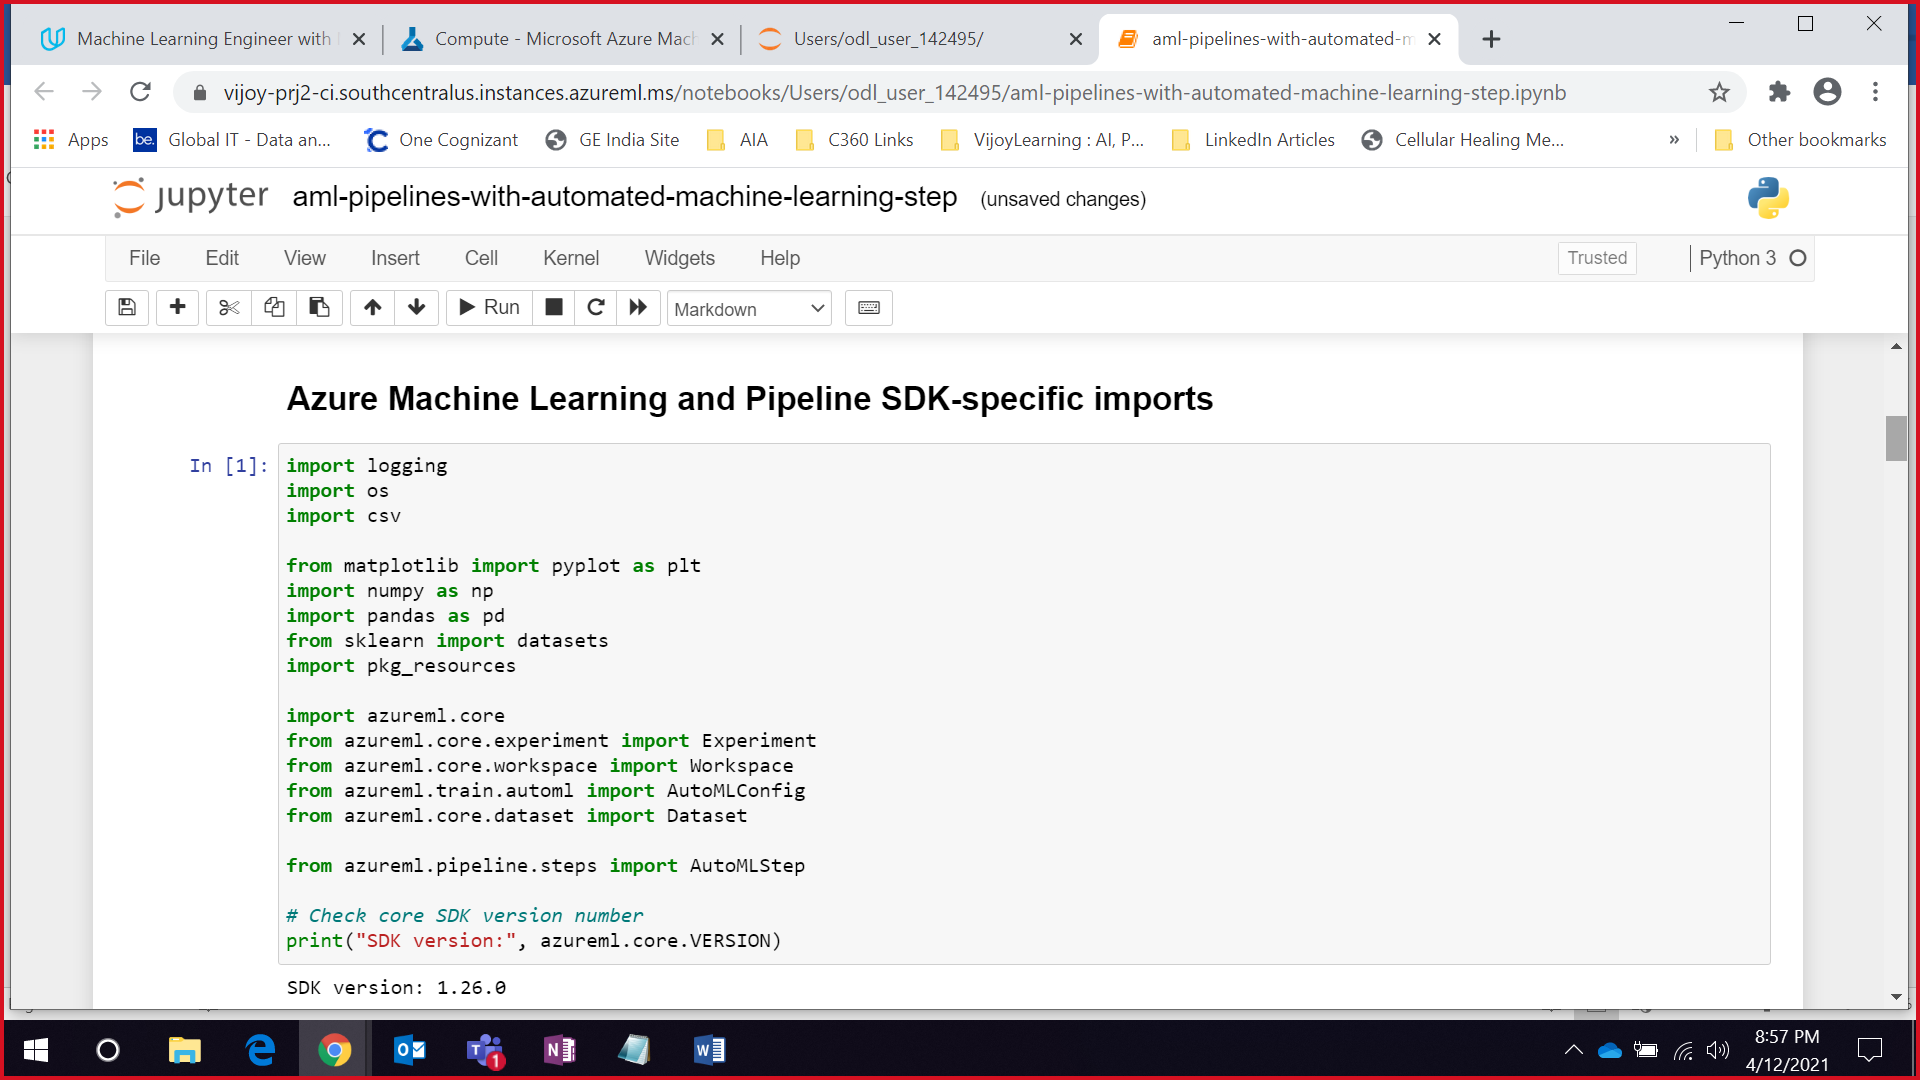 Machine Learning Engineer with
Compute - Microsoft Azure Mach
Users/odl_user_142495/
aml-pipelines-with-automated-m
vijoy-prj2-ci.southcentralus.instances.azureml.ms/notebooks/Users/odl_user_142495/aml-pipelines-with-automated-machine-learning-step.ipynb
Apps
be. Global IT - Data an...
One Cognizant
GE India Site
AIA
C360 Links
VijoyLearning : AI, P...
LinkedIn Articles
Cellular Healing Me...
»
Other bookmarks
jupyter aml-pipelines-with-automated-machine-learning-step (unsaved changes)
File Edit View Insert Cell Kernel Widgets Help Trusted Python 3
Run Markdown
Azure Machine Learning and Pipeline SDK-specific imports
In [1]:
import logging
import os
import csv
from matplotlib import pyplot as plt
import numpy as np
import pandas as pd
from sklearn import datasets
import pkg_resources
import azureml.core
from azureml.core.experiment import Experiment
from azureml.core.workspace import Workspace
from azureml.train.automl import AutoMLConfig
from azureml.core.dataset import Dataset
from azureml.pipeline.steps import AutoMLStep
# Check core SDK version number
print("SDK version:", azureml.core.VERSION)
SDK version: 1.26.0
8:57 PM
4/12/2021